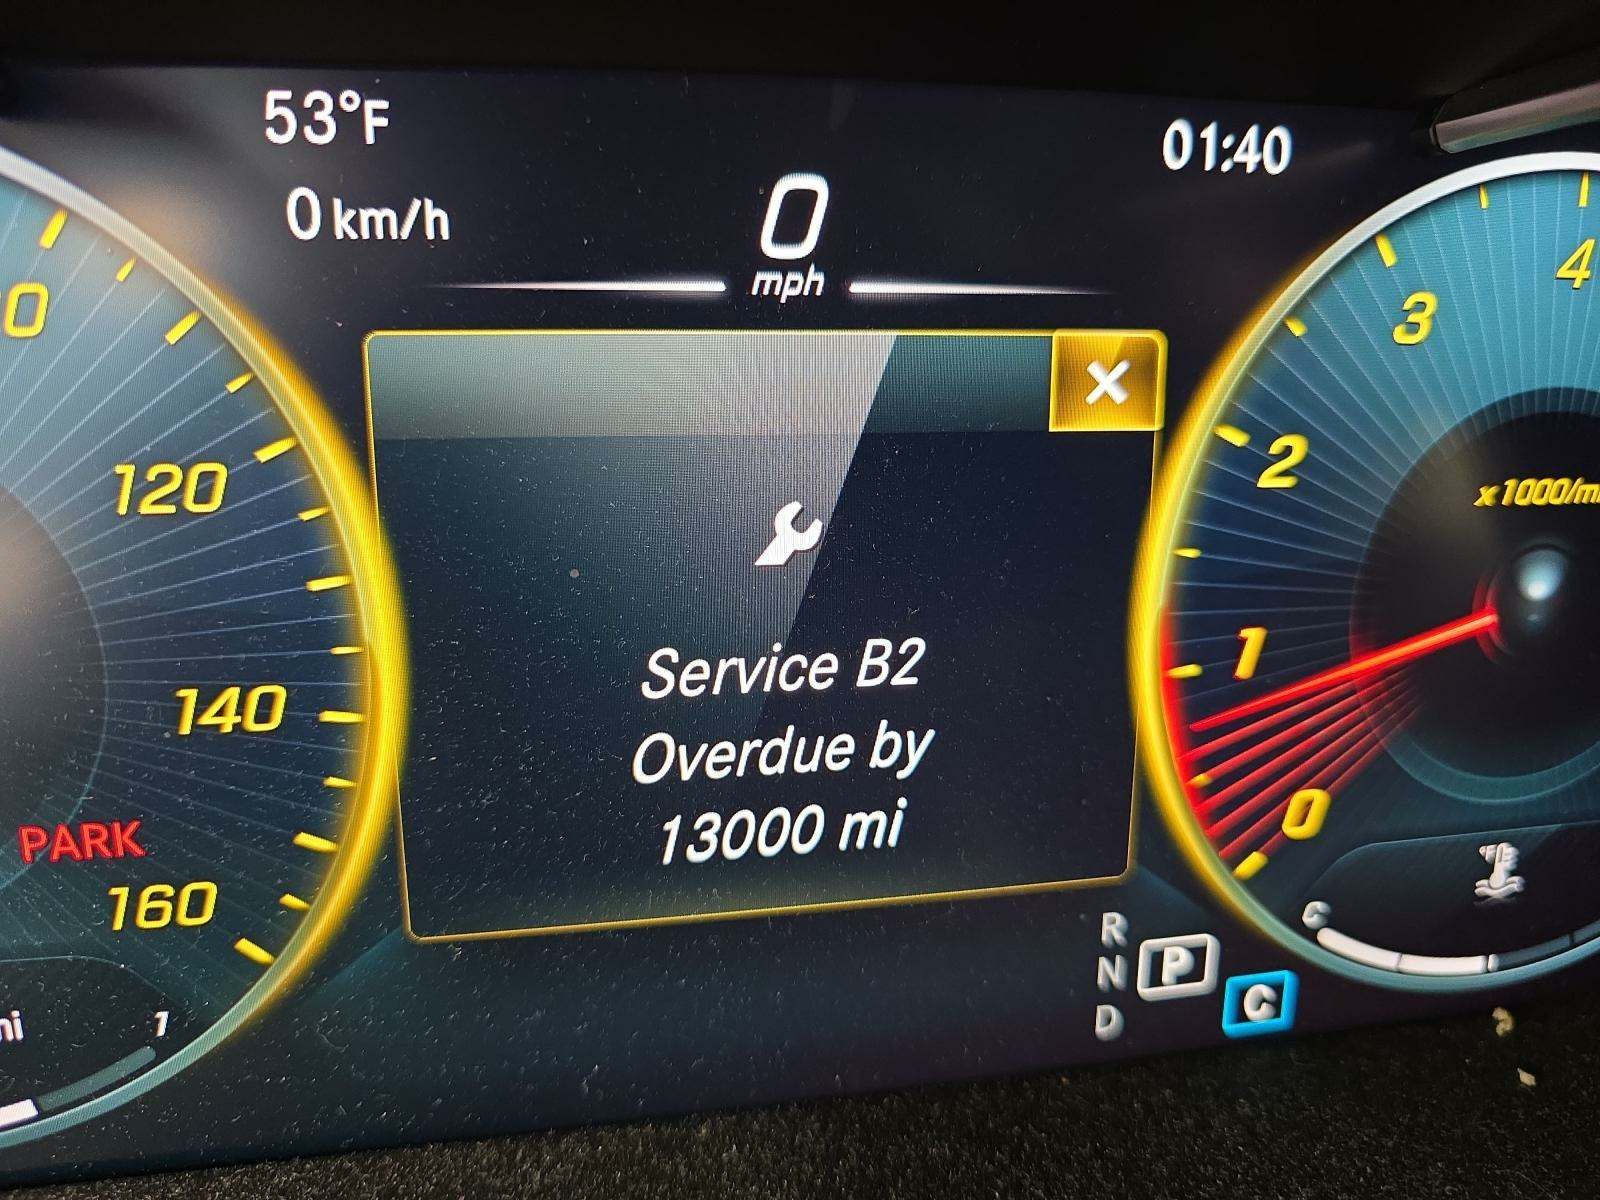 53°F
01:40
0 km/h
0
mph
4
3
2
120
x1000/m
1
140
0
PARK
160
C
R
N P
D C
1
Service B2
Overdue by
13000 mi